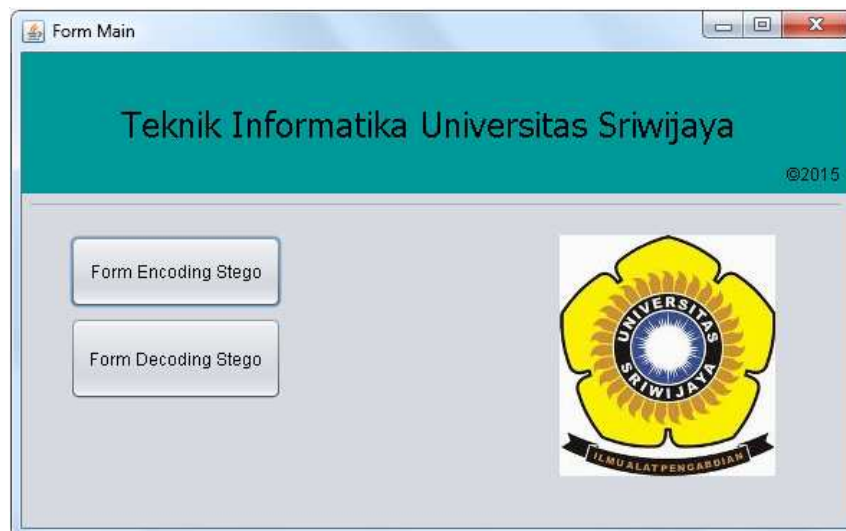 Form Main
Teknik Informatika Universitas Sriwijaya
©2015
Form Encoding Stego
Form Decoding Stego
UNIVERSITAS
SRIWIJAYA
ILMU ALAT PENGABDIAN